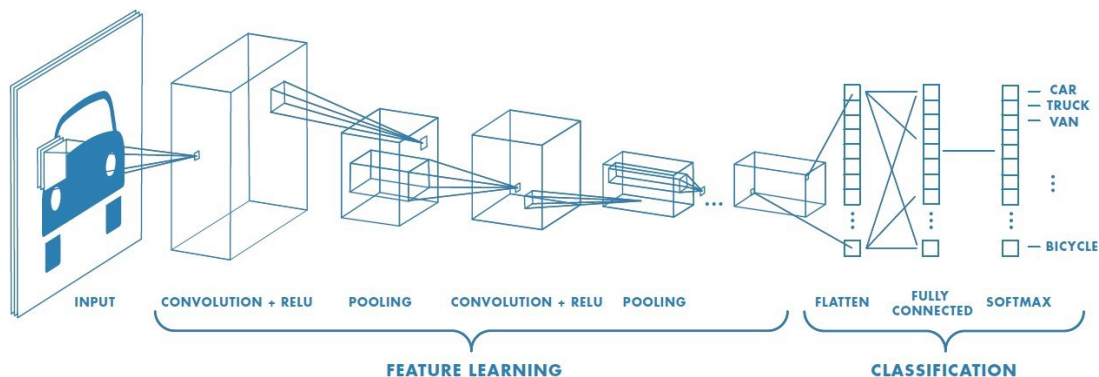 CAR
TRUCK
VAN
BICYCLE
INPUT
CONVOLUTION + RELU
POOLING
CONVOLUTION + RELU
POOLING
FLATTEN
FULLY
CONNECTED
SOFTMAX
FEATURE LEARNING
CLASSIFICATION